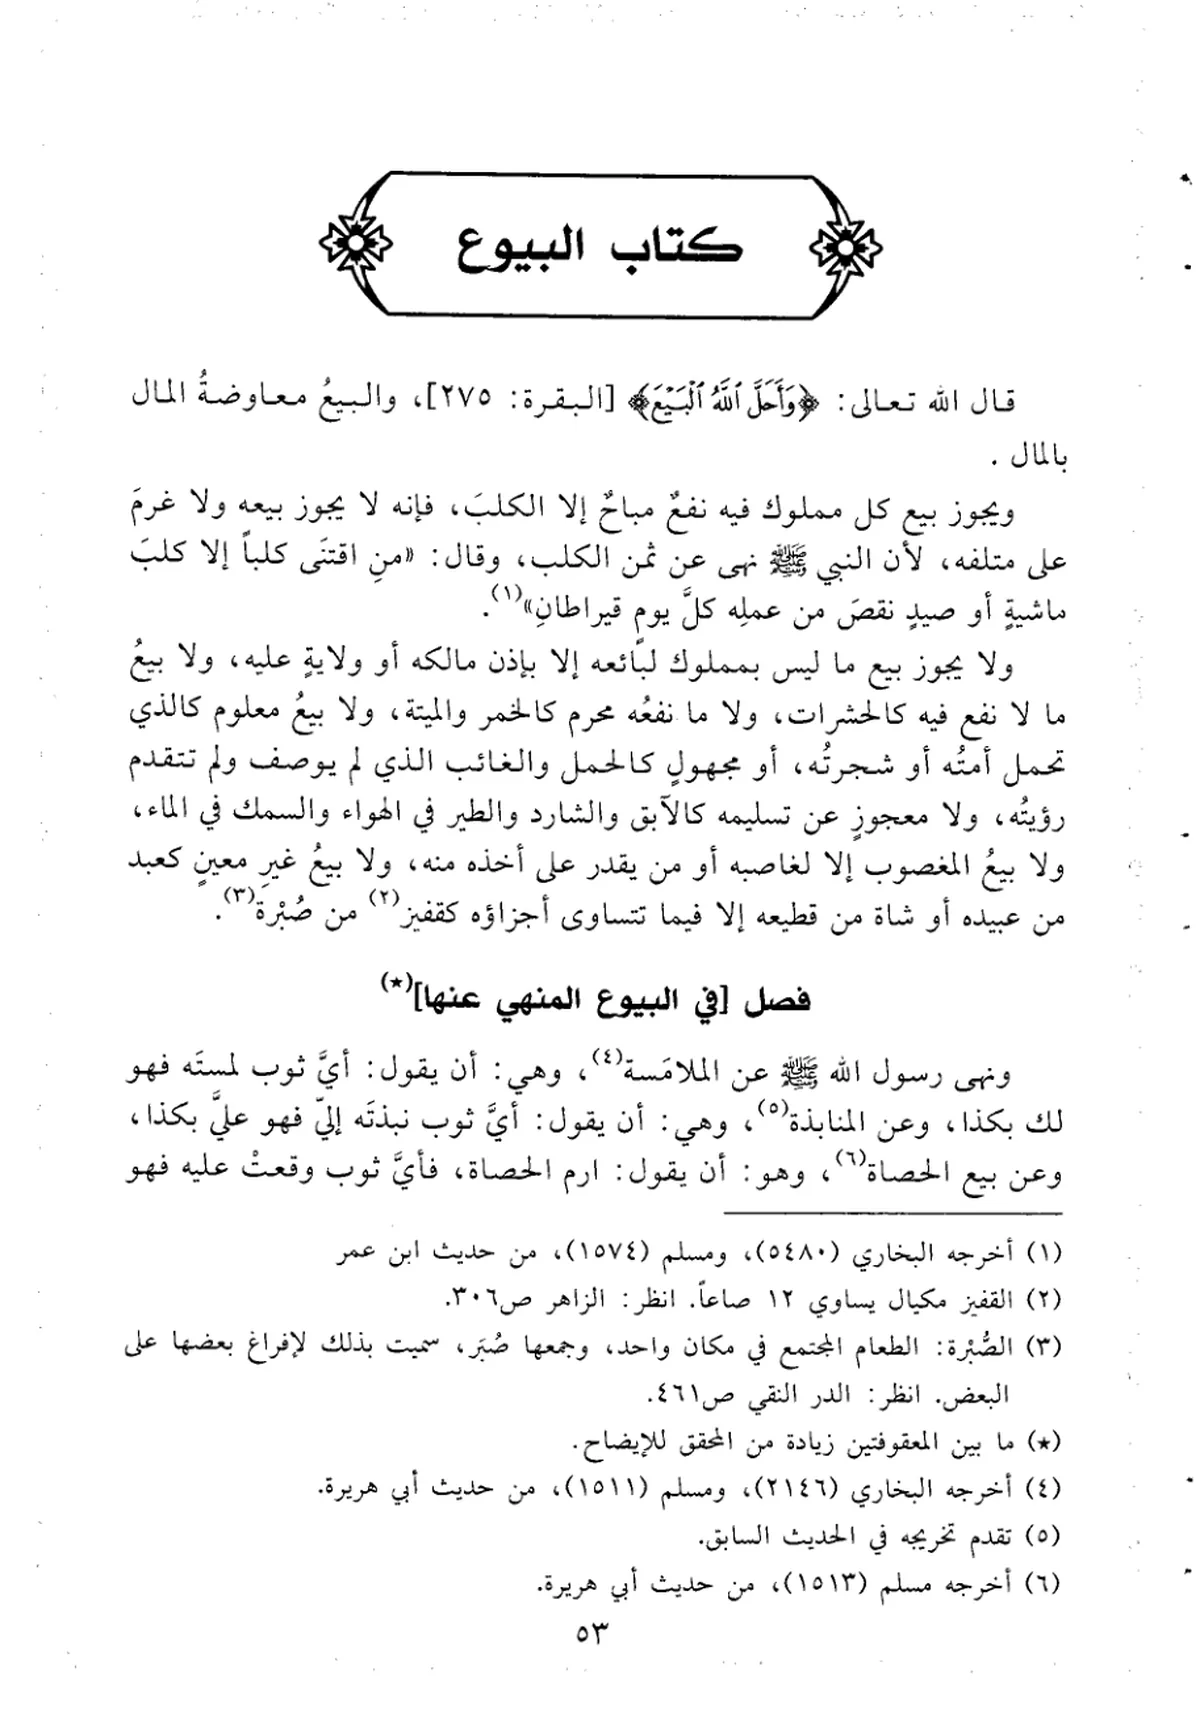 كتاب البيوع
قال الله تعالى: ﴿وَأَحَلَّ ٱللَّهُ ٱلْبَيْعَ﴾ [البقرة: ٢٧٥]، والبيعُ معاوضةُ المال
بالمال .
ويجوز بيع كل مملوك فيه نفعٌ مباحٌ إلا الكلبَ، فإنه لا يجوز بيعه ولا غرمَ
على متلفه، لأن النبي ﷺ نهى عن ثمن الكلب، وقال: «منِ اقتنَى كلباً إلا كلبَ
ماشيةٍ أو صيدٍ نقصَ من عملِه كلَّ يوم قيراطانِ»(١).
ولا يجوز بيع ما ليس بمملوك لبائعه إلا بإذن مالكه أو ولايةٍ عليه، ولا بيعُ
ما لا نفع فيه كالحشرات، ولا ما نفعُه محرم كالخمر والميتة، ولا بيعُ معلوم كالذي
تحمل أمتُه أو شجرتُه، أو مجهولٍ كالحمل والغائب الذي لم يوصف ولم تتقدم
رؤيتُه، ولا معجوزٍ عن تسليمه كالآبق والشارد والطير في الهواء والسمك في الماء،
ولا بيعُ المغصوب إلا لغاصبه أو من يقدر على أخذه منه، ولا بيعُ غيرِ معينٍ كعبد
من عبيده أو شاة من قطيعه إلا فيما تتساوى أجزاؤه كقفيز(٢) من صُبْرة(٣).
فصل [في البيوع المنهي عنها](*)
ونهى رسول الله ﷺ عن الملامَسة(٤)، وهي: أن يقول: أيَّ ثوب لمستَه فهو
لك بكذا، وعن المنابذة(٥)، وهي: أن يقول: أيَّ ثوب نبذتَه إليّ فهو عليَّ بكذا،
وعن بيع الحصاة(٦)، وهو: أن يقول: ارم الحصاة، فأيَّ ثوب وقعتْ عليه فهو
(١) أخرجه البخاري (٥٤٨٠)، ومسلم (١٥٧٤)، من حديث ابن عمر
(٢) القفيز مكيال يساوي ١٢ صاعاً. انظر: الزاهر ص٣٠٦.
(٣) الصُّبْرة: الطعام المجتمع في مكان واحد، وجمعها صُبَر، سميت بذلك لإفراغ بعضها على
البعض. انظر: الدر النقي ص٤٦١.
(*) ما بين المعقوفتين زيادة من المحقق للإيضاح.
(٤) أخرجه البخاري (٢١٤٦)، ومسلم (١٥١١)، من حديث أبي هريرة.
(٥) تقدم تخريجه في الحديث السابق.
(٦) أخرجه مسلم (١٥١٣)، من حديث أبي هريرة.
٥٣